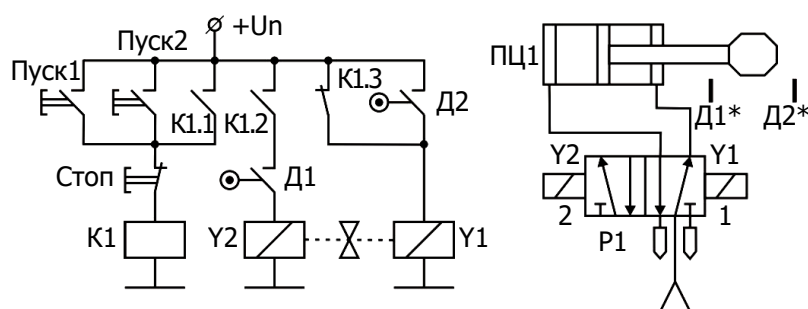 +Un
Пуск2
Пуск1
К1.1
К1.2
К1.3
Д2
Стоп
Д1
К1
Y2
Y1
ПЦ1
Д1*
Д2*
Y2
Y1
2
1
Р1